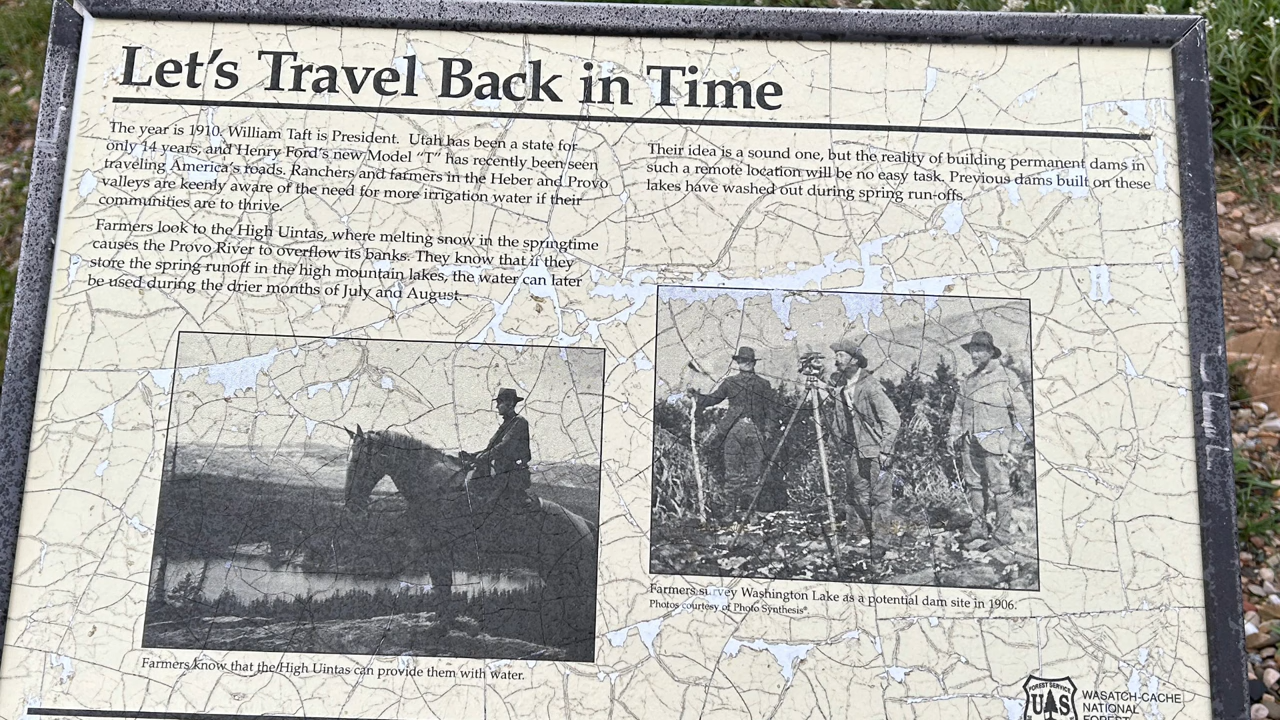 Let's Travel Back in Time
The year is 1910. William Taft is President. Utah has been a state for
only 14 years, and Henry Ford's new Model "T" has recently been seen
traveling America's roads. Ranchers and farmers in the Heber and Provo
valleys are keenly aware of the need for more irrigation water if their
communities are to thrive.
Farmers look to the High Uintas, where melting snow in the springtime
causes the Provo River to overflow its banks. They know that if they
store the spring runoff in the high mountain lakes, the water can later
be used during the drier months of July and August.
Their idea is a sound one, but the reality of building permanent dams in
such a remote location will be no easy task. Previous dams built on these
lakes have washed out during spring run-offs.
Farmers know that the High Uintas can provide them with water.
Farmers survey Washington Lake as a potential dam site in 1906.
Photos courtesy of Photo Synthesis®
FOREST SERVICE
UAS
WASATCH-CACHE
NATIONAL
FOREST